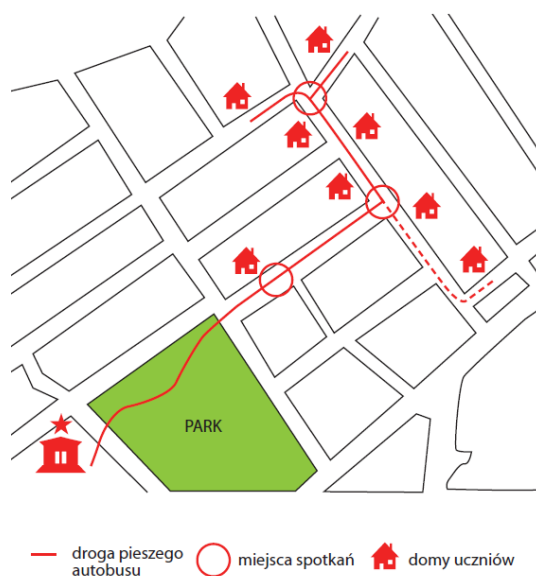 PARK
droga pieszego
autobusu
miejsca spotkań
domy uczniów